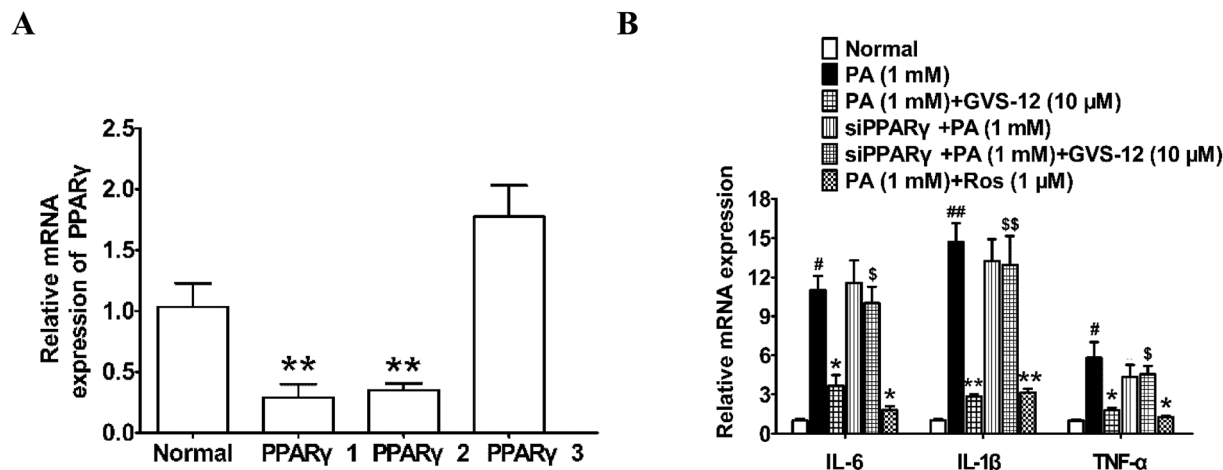 A
Relative mRNA
expression of PPARγ
2.5
2.0
1.5
1.0
0.5
0.0
**
**
Normal PPARγ 1 PPARγ 2 PPARγ 3
B
Normal
PA (1 mM)
PA (1 mM)+GVS-12 (10 µM)
siPPARγ +PA (1 mM)
siPPARγ +PA (1 mM)+GVS-12 (10 µM)
PA (1 mM)+Ros (1 µM)
Relative mRNA expression
18
15
12
9
6
3
0
# * $ *
## ** $$ **
# * $ *
IL-6 IL-1ß TNF-α